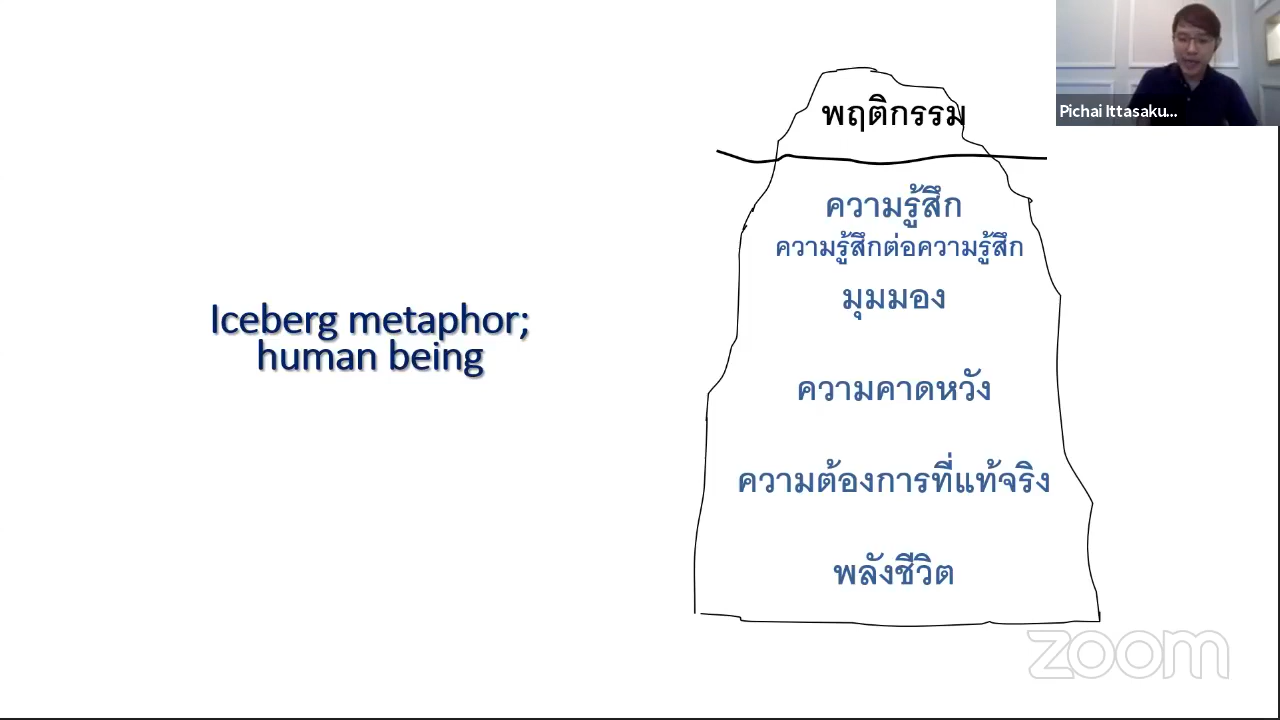 Pichai Ittasaku...
พฤติกรรม
ความรู้สึก
ความรู้สึกต่อความรู้สึก
มุมมอง
Iceberg metaphor;
human being
ความคาดหวัง
ความต้องการที่แท้จริง
พลังชีวิต
zoom